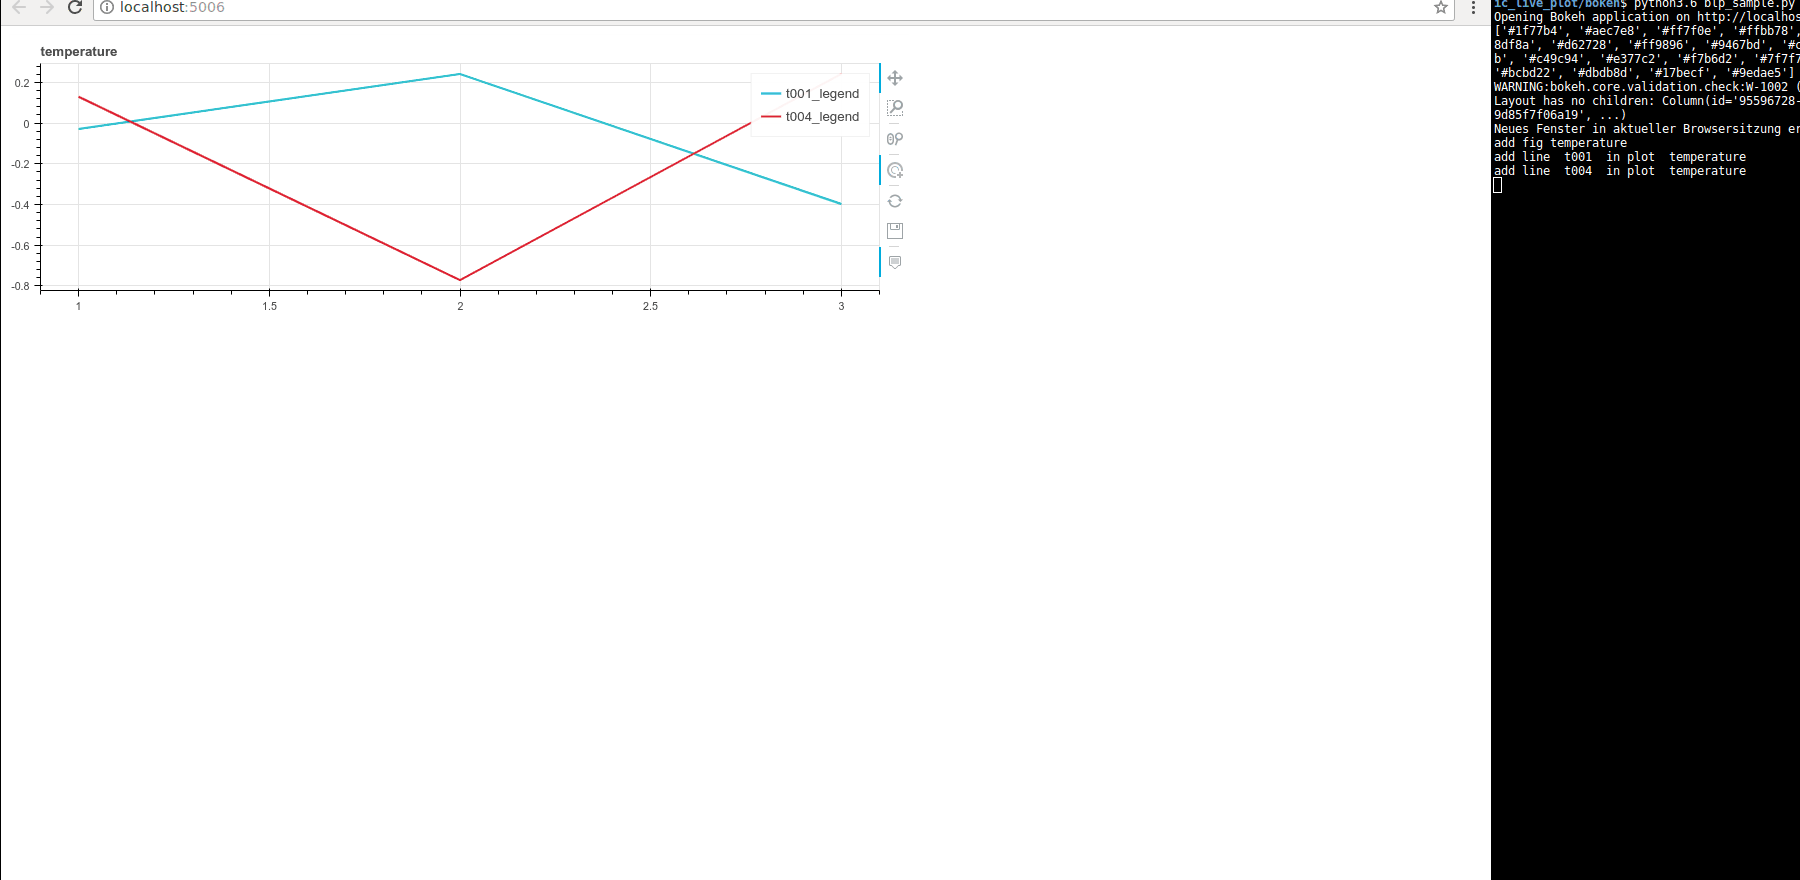 localhost:5006
temperature
0.2
0
-0.2
-0.4
-0.6
-0.8
1
1.5
2
2.5
3
t001_legend
t004_legend
ic_live_plot/bokeh$ python3.6 blp_sample.py
Opening Bokeh application on http://localhos
['#1f77b4', '#aec7e8', '#ff7f0e', '#ffbb78',
8df8a', '#d62728', '#ff9896', '#9467bd', '#c
b', '#c49c94', '#e377c2', '#f7b6d2', '#7f7f7
'#bcbd22', '#dbdb8d', '#17becf', '#9edae5']
WARNING:bokeh.core.validation.check:W-1002 (
Layout has no children: Column(id='95596728-
9d85f7f06a19', ...)
Neues Fenster in aktueller Browsersitzung er
add fig temperature
add line  t001  in plot  temperature
add line  t004  in plot  temperature